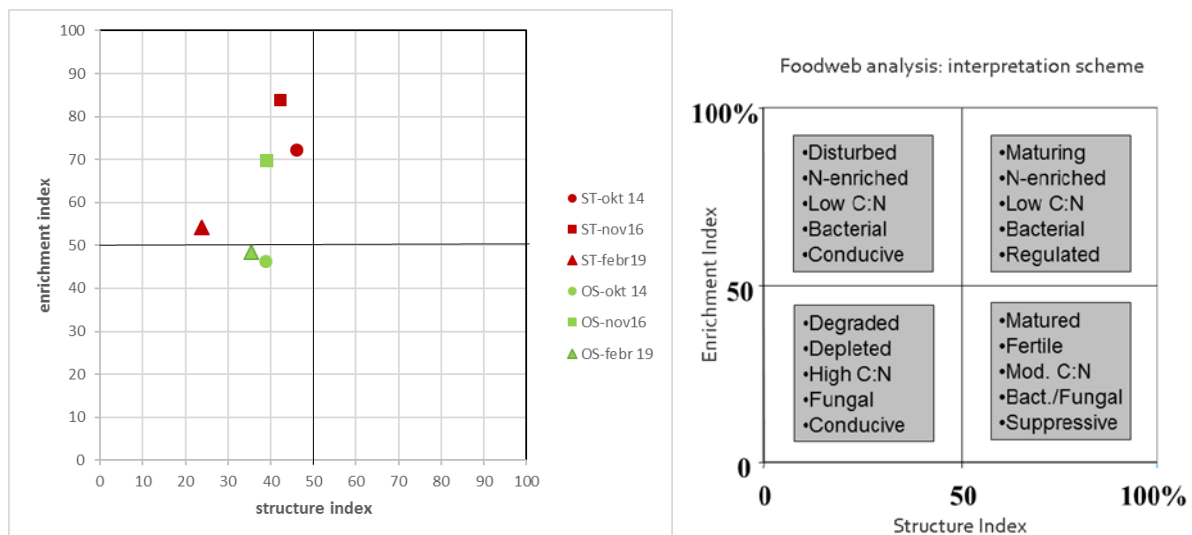 100
90
80
70
60
50
40
30
20
10
0
enrichment index
0 10 20 30 40 50 60 70 80 90 100
structure index
ST-okt 14
ST-nov16
ST-febr19
OS-okt 14
OS-nov16
OS-febr 19
Foodweb analysis: interpretation scheme
100%
50
0
Enrichment Index
•Disturbed
•N-enriched
•Low C:N
•Bacterial
•Conducive
•Maturing
•N-enriched
•Low C:N
•Bacterial
•Regulated
•Degraded
•Depleted
•High C:N
•Fungal
•Conducive
•Matured
•Fertile
•Mod. C:N
•Bact./Fungal
•Suppressive
0 50 100%
Structure Index